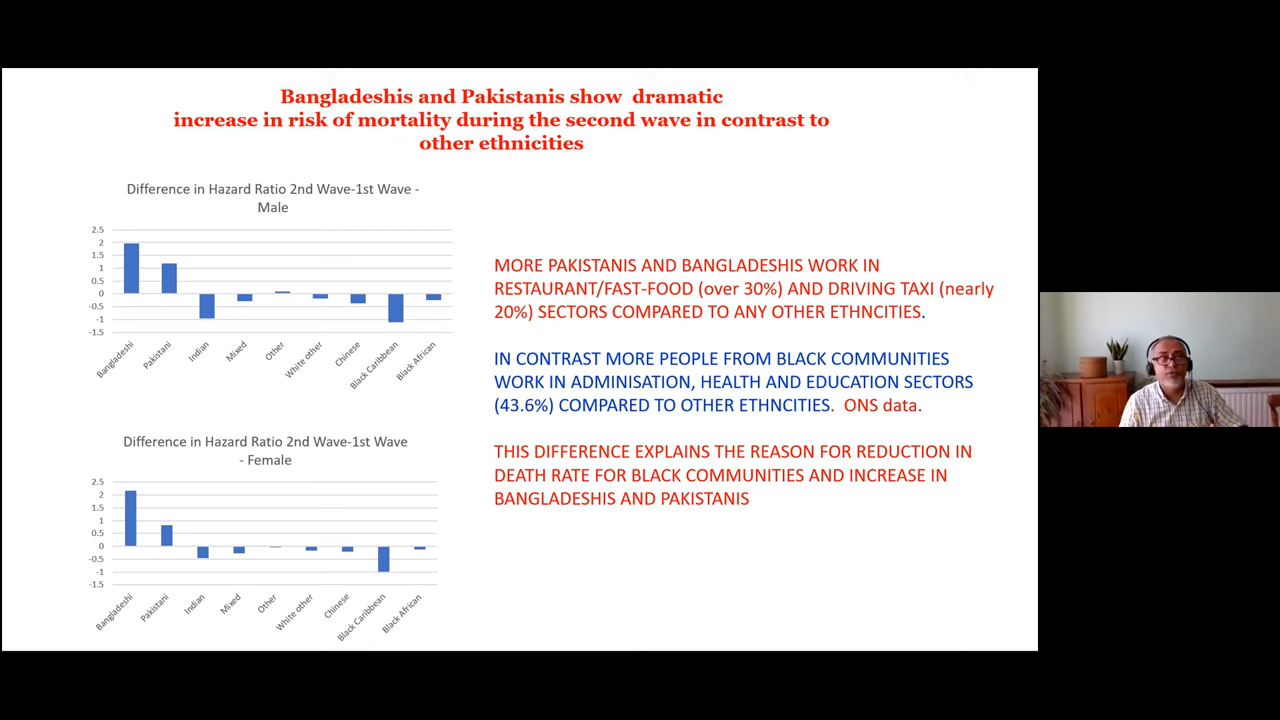 Bangladeshis and Pakistanis show dramatic
increase in risk of mortality during the second wave in contrast to
other ethnicities
Difference in Hazard Ratio 2nd Wave-1st Wave -
Male
2.5
2
1.5
1
0.5
0
-0.5
-1
-1.5
Bangladeshi
Pakistani
Indian
Mixed
Other
White other
Chinese
Black Caribbean
Black African
Difference in Hazard Ratio 2nd Wave-1st Wave
- Female
2.5
2
1.5
1
0.5
0
-0.5
-1
-1.5
Bangladeshi
Pakistani
Indian
Mixed
Other
White other
Chinese
Black Caribbean
Black African
MORE PAKISTANIS AND BANGLADESHIS WORK IN
RESTAURANT/FAST-FOOD (over 30%) AND DRIVING TAXI (nearly
20%) SECTORS COMPARED TO ANY OTHER ETHNCITIES.
IN CONTRAST MORE PEOPLE FROM BLACK COMMUNITIES
WORK IN ADMINISATION, HEALTH AND EDUCATION SECTORS
(43.6%) COMPARED TO OTHER ETHNCITIES. ONS data.
THIS DIFFERENCE EXPLAINS THE REASON FOR REDUCTION IN
DEATH RATE FOR BLACK COMMUNITIES AND INCREASE IN
BANGLADESHIS AND PAKISTANIS